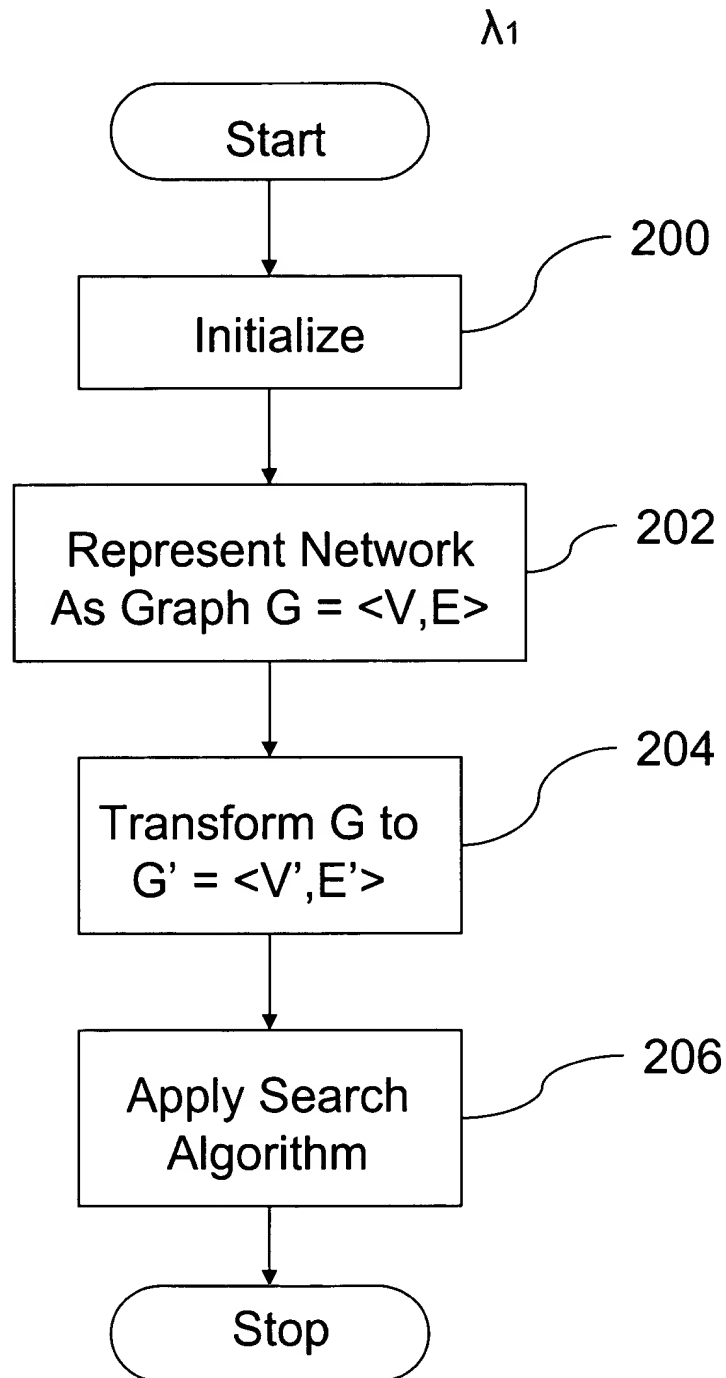 λ1
Start
200
Initialize
202
Represent Network
As Graph G = <V,E>
204
Transform G to
G’ = <V’,E’>
206
Apply Search
Algorithm
Stop